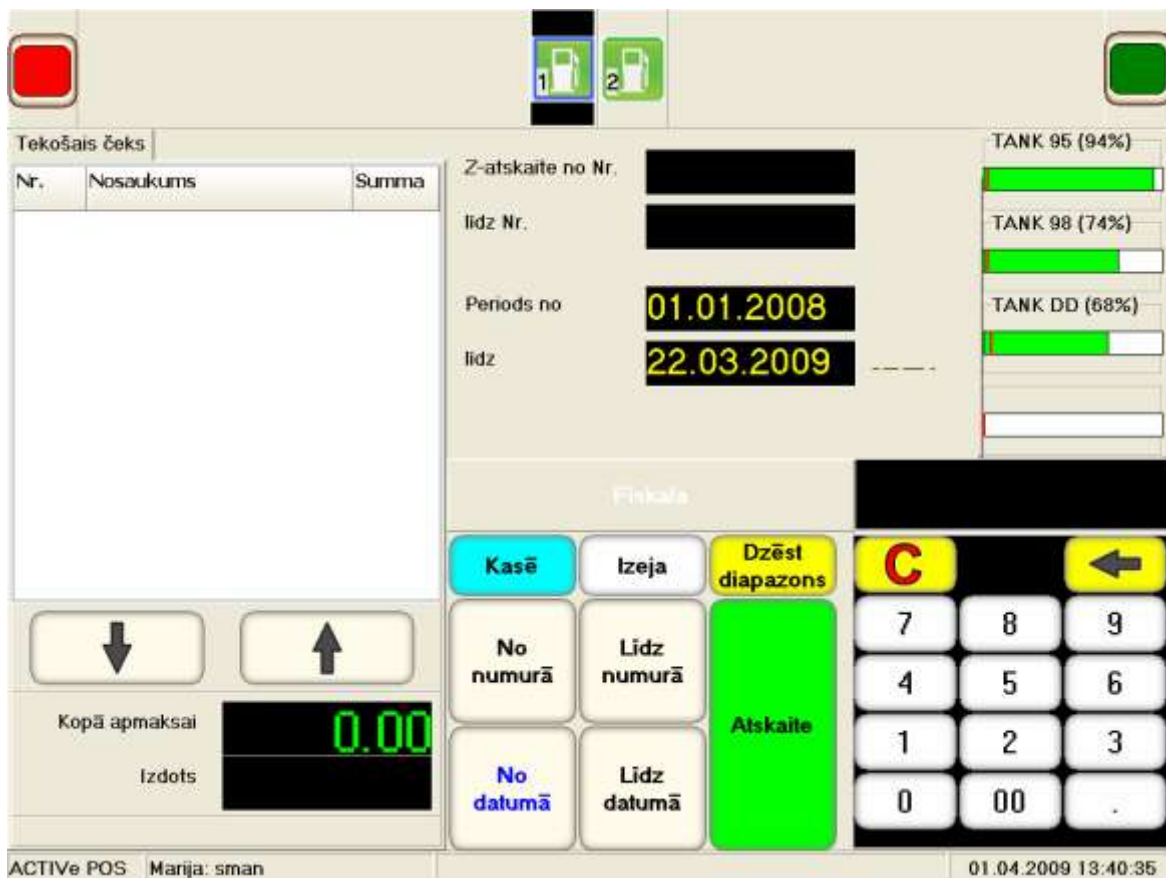 1
2
Tekošais čeks
Nr. Nosaukums Summa
Z-atskaite no Nr.
līdz Nr.
Periods no 01.01.2008
līdz 22.03.2009
TANK 95 (94%)
TANK 98 (74%)
TANK DD (68%)
Fiskala
Kasē Izeja Dzēst
diapazons
No
numurā
Līdz
numurā
Atskaite
No
datumā
Līdz
datumā
C
7 8 9
4 5 6
1 2 3
0 00 .
Kopā apmaksai 0.00
Izdots
ACTIVe POS Marija: sman 01.04.2009 13:40:35